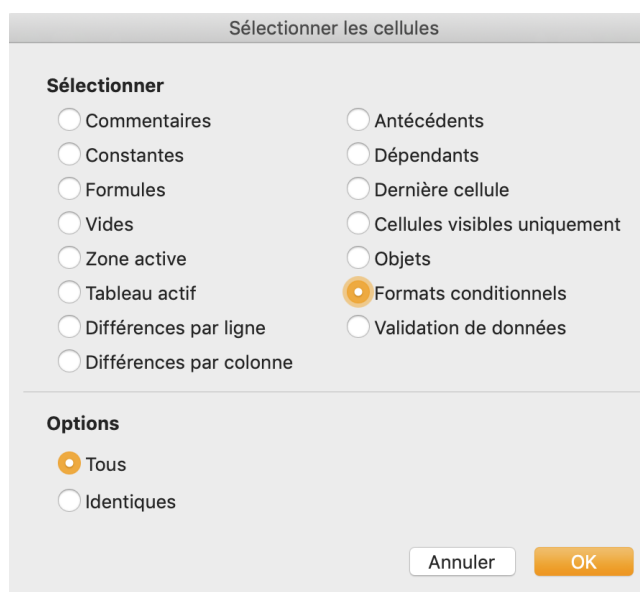 Sélectionner les cellules
Sélectionner
Commentaires
Constantes
Formules
Vides
Zone active
Tableau actif
Différences par ligne
Différences par colonne
Antécédents
Dépendants
Dernière cellule
Cellules visibles uniquement
Objets
Formats conditionnels
Validation de données
Options
Tous
Identiques
Annuler
OK